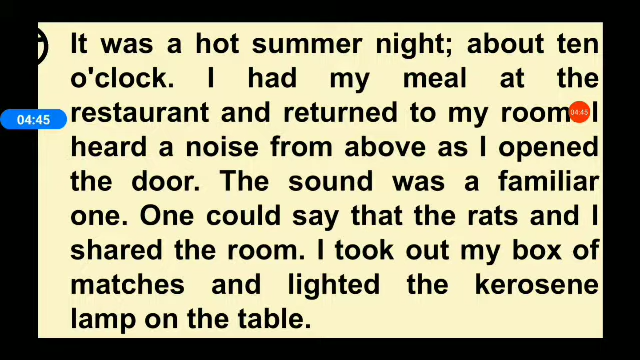 It was a hot summer night; about ten
o'clock. I had my meal at the
04:45 restaurant and returned to my room 04:45 I
heard a noise from above as I opened
the door. The sound was a familiar
one. One could say that the rats and I
shared the room. I took out my box of
matches and lighted the kerosene
lamp on the table.